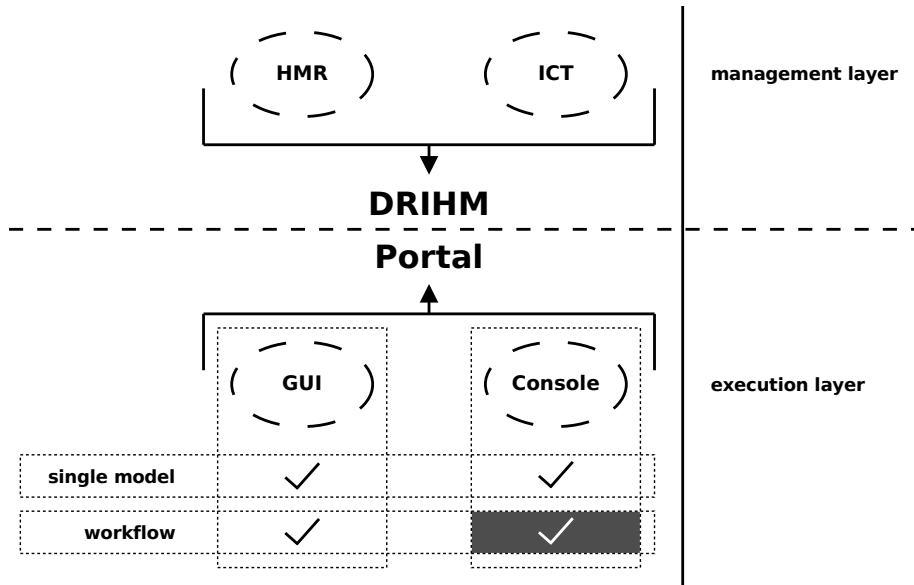 HMR
ICT
management layer
DRIHM
Portal
GUI
Console
execution layer
single model
workflow